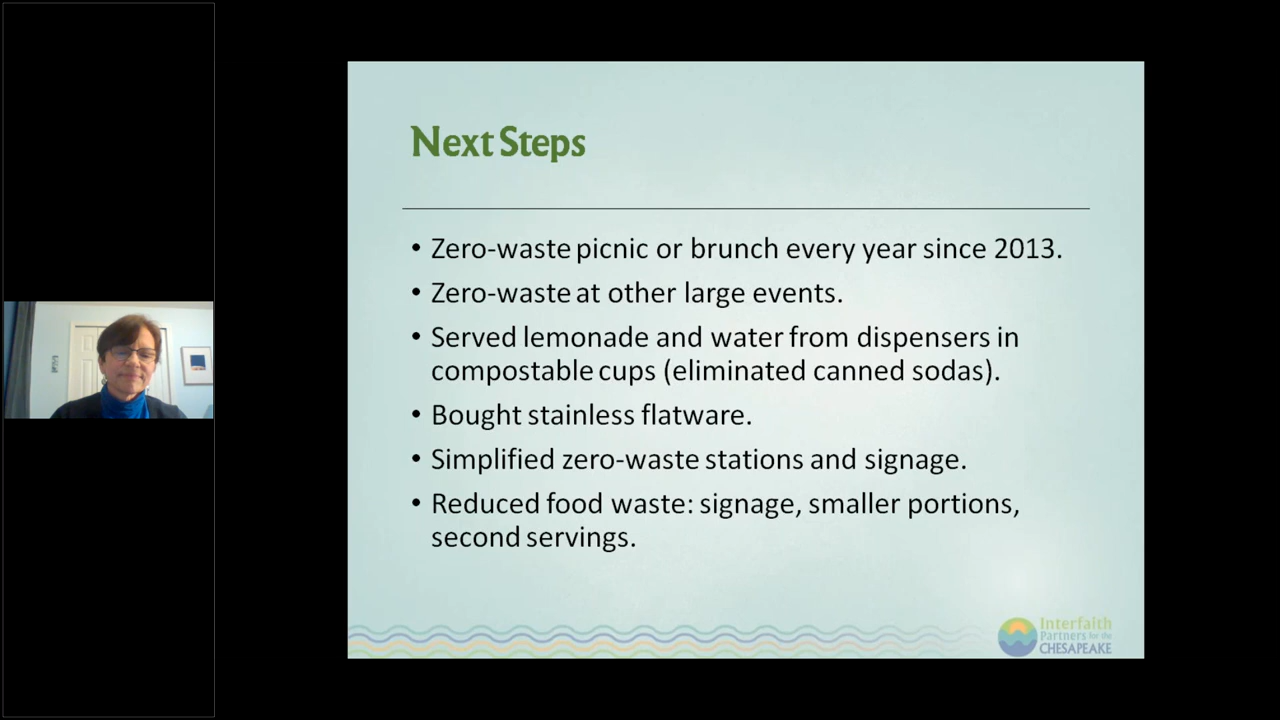 Next Steps
• Zero-waste picnic or brunch every year since 2013.
• Zero-waste at other large events.
• Served lemonade and water from dispensers in
compostable cups (eliminated canned sodas).
• Bought stainless flatware.
• Simplified zero-waste stations and signage.
• Reduced food waste: signage, smaller portions,
second servings.
Interfaith
Partners for the
CHESAPEAKE